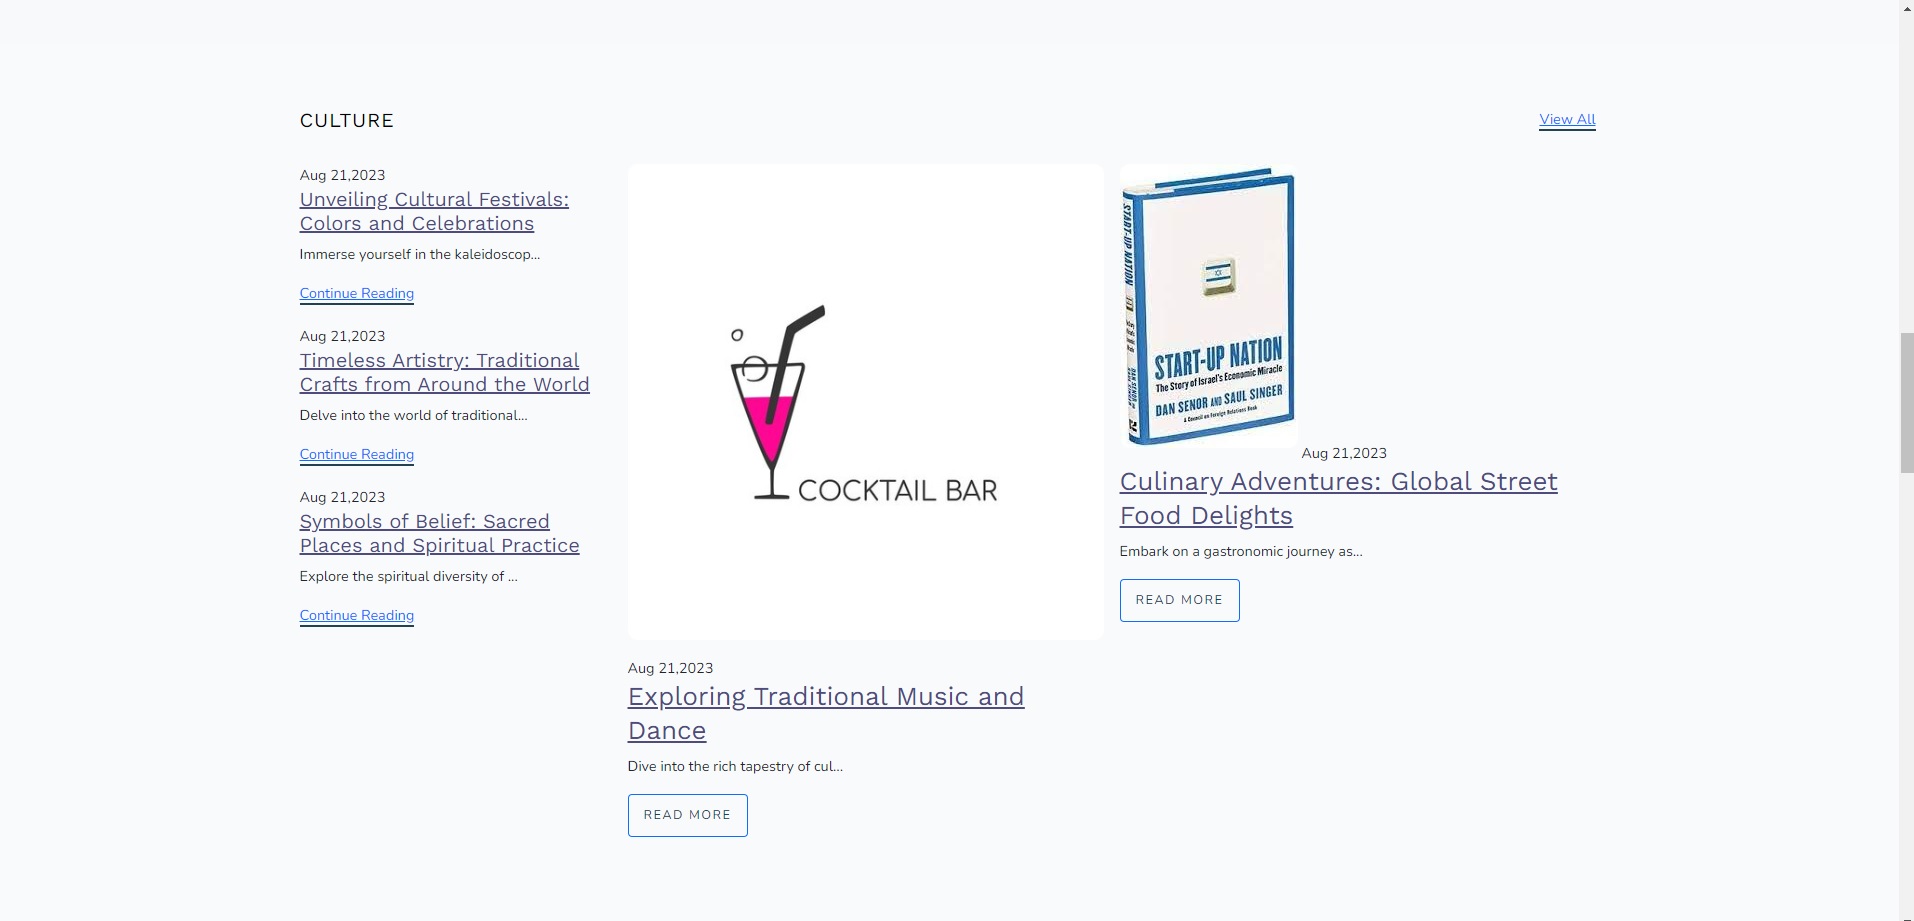 CULTURE
View All
Aug 21,2023
Unveiling Cultural Festivals:
Colors and Celebrations
Immerse yourself in the kaleidoscop...
Continue Reading
Aug 21,2023
Timeless Artistry: Traditional
Crafts from Around the World
Delve into the world of traditional...
Continue Reading
Aug 21,2023
Symbols of Belief: Sacred
Places and Spiritual Practice
Explore the spiritual diversity of ...
Continue Reading
COCKTAIL BAR
Aug 21,2023
Exploring Traditional Music and
Dance
Dive into the rich tapestry of cul...
READ MORE
START-UP NATION
START-UP NATION
The Story of Israel's Economic Miracle
DAN SENOR AND SAUL SINGER
A Council on Foreign Relations Book
Aug 21,2023
Culinary Adventures: Global Street
Food Delights
Embark on a gastronomic journey as...
READ MORE